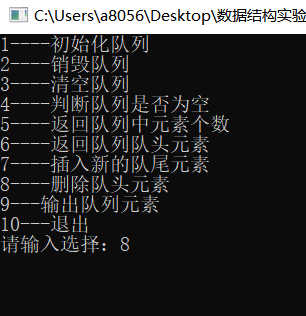 C:\Users\a8056\Desktop\数据结构实验
1----初始化队列
2----销毁队列
3----清空队列
4----判断队列是否为空
5----返回队列中元素个数
6----返回队列队头元素
7----插入新的队尾元素
8----删除队头元素
9---输出队列元素
10---退出
请输入选择：8